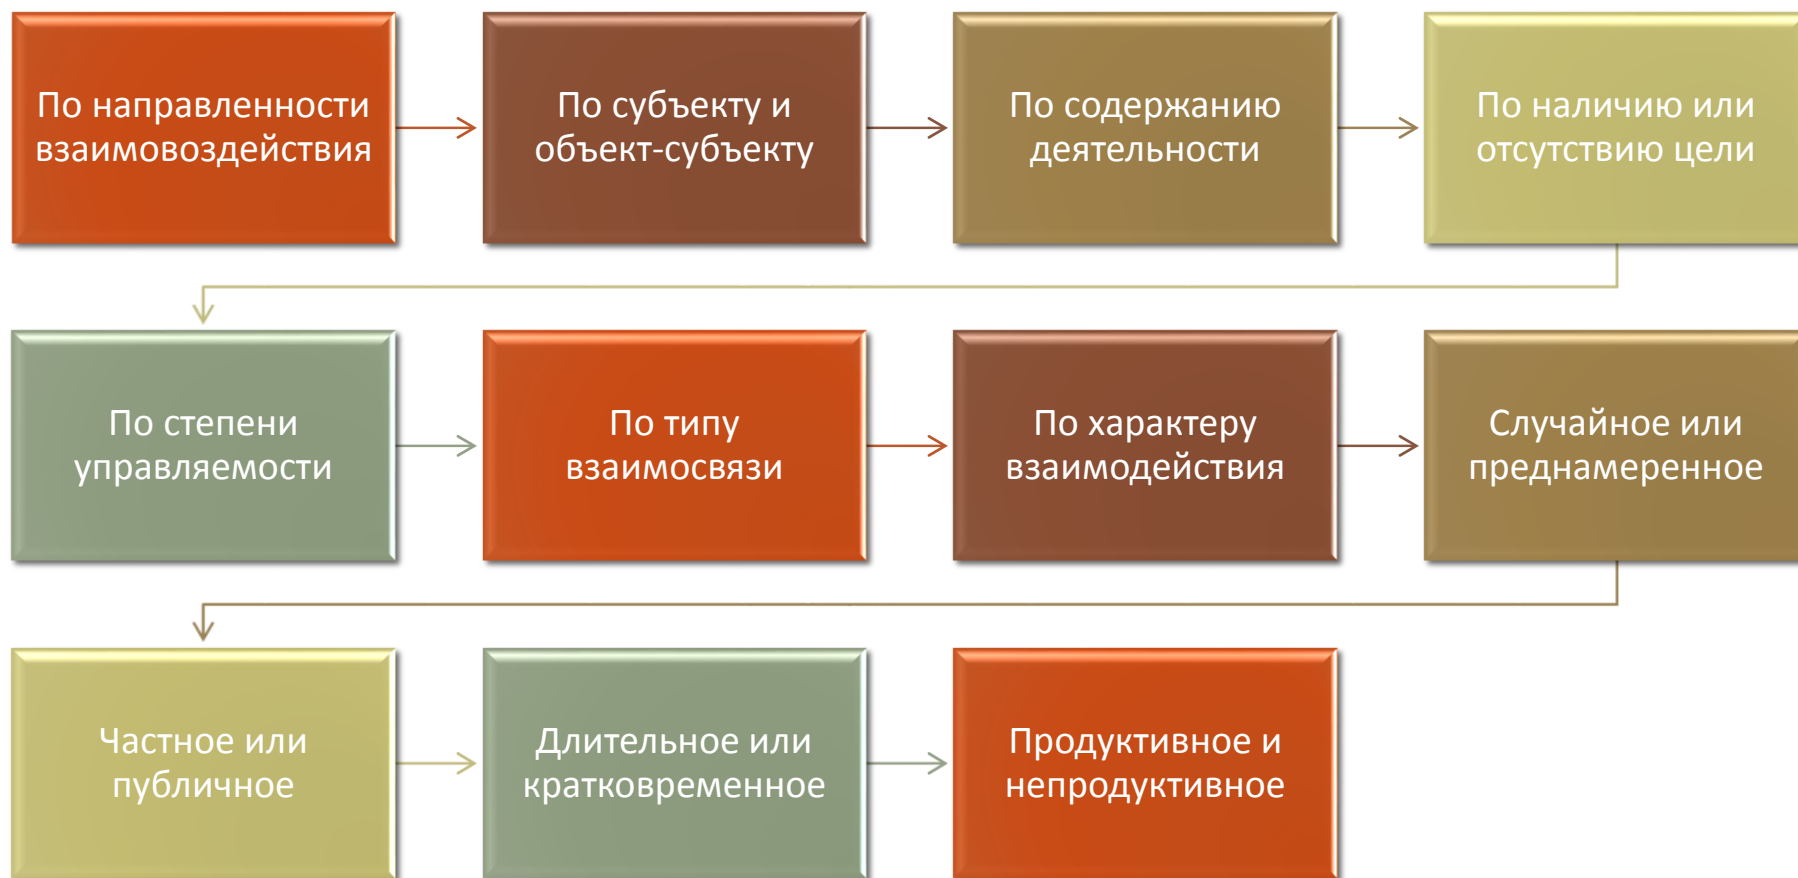 По направленности
взаимовоздействия
По субъекту и
объект-субъекту
По содержанию
деятельности
По наличию или
отсутствию цели
По степени
управляемости
По типу
взаимосвязи
По характеру
взаимодействия
Случайное или
преднамеренное
Частное или
публичное
Длительное или
кратковременное
Продуктивное и
непродуктивное